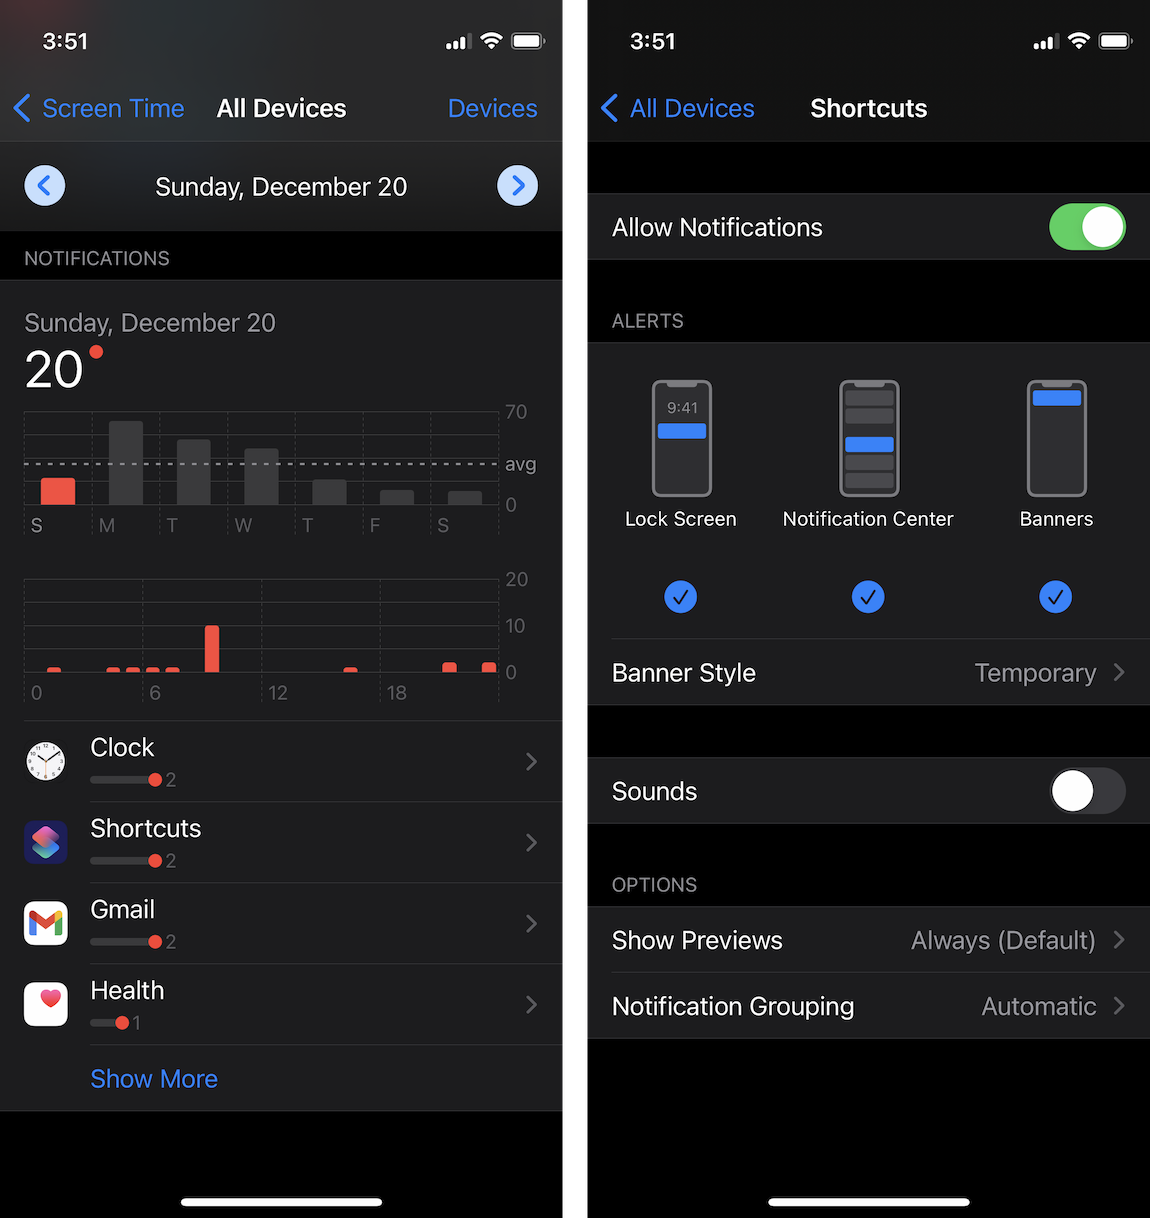 3:51
Screen Time
All Devices
Devices
Sunday, December 20
NOTIFICATIONS
Sunday, December 20
20
70
avg
0
S M T W T F S
20
10
0
0 6 12 18
Clock
2
Shortcuts
2
Gmail
2
Health
1
Show More
3:51
All Devices
Shortcuts
Allow Notifications
ALERTS
9:41
Lock Screen
Notification Center
Banners
Banner Style
Temporary
Sounds
OPTIONS
Show Previews
Always (Default)
Notification Grouping
Automatic